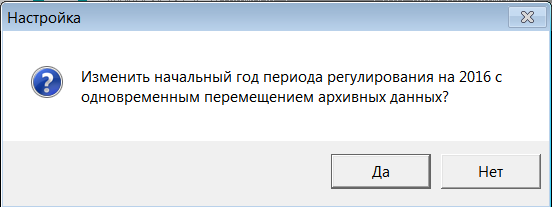 Настройка
Изменить начальный год периода регулирования на 2016 с
одновременным перемещением архивных данных?
Да
Нет